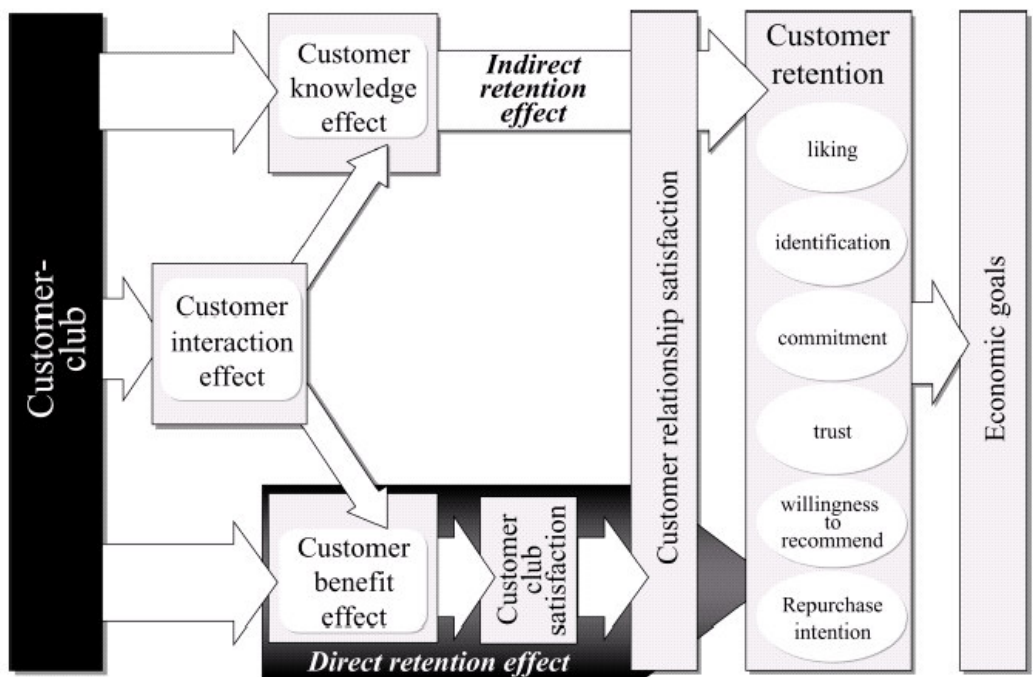 Customer-
club
Customer
knowledge
effect
Indirect
retention
effect
Customer
interaction
effect
Customer
benefit
effect
Customer
club
satisfaction
Direct retention effect
Customer relationship satisfaction
Customer
retention
liking
identification
commitment
trust
willingness
to
recommend
Repurchase
intention
Economic goals